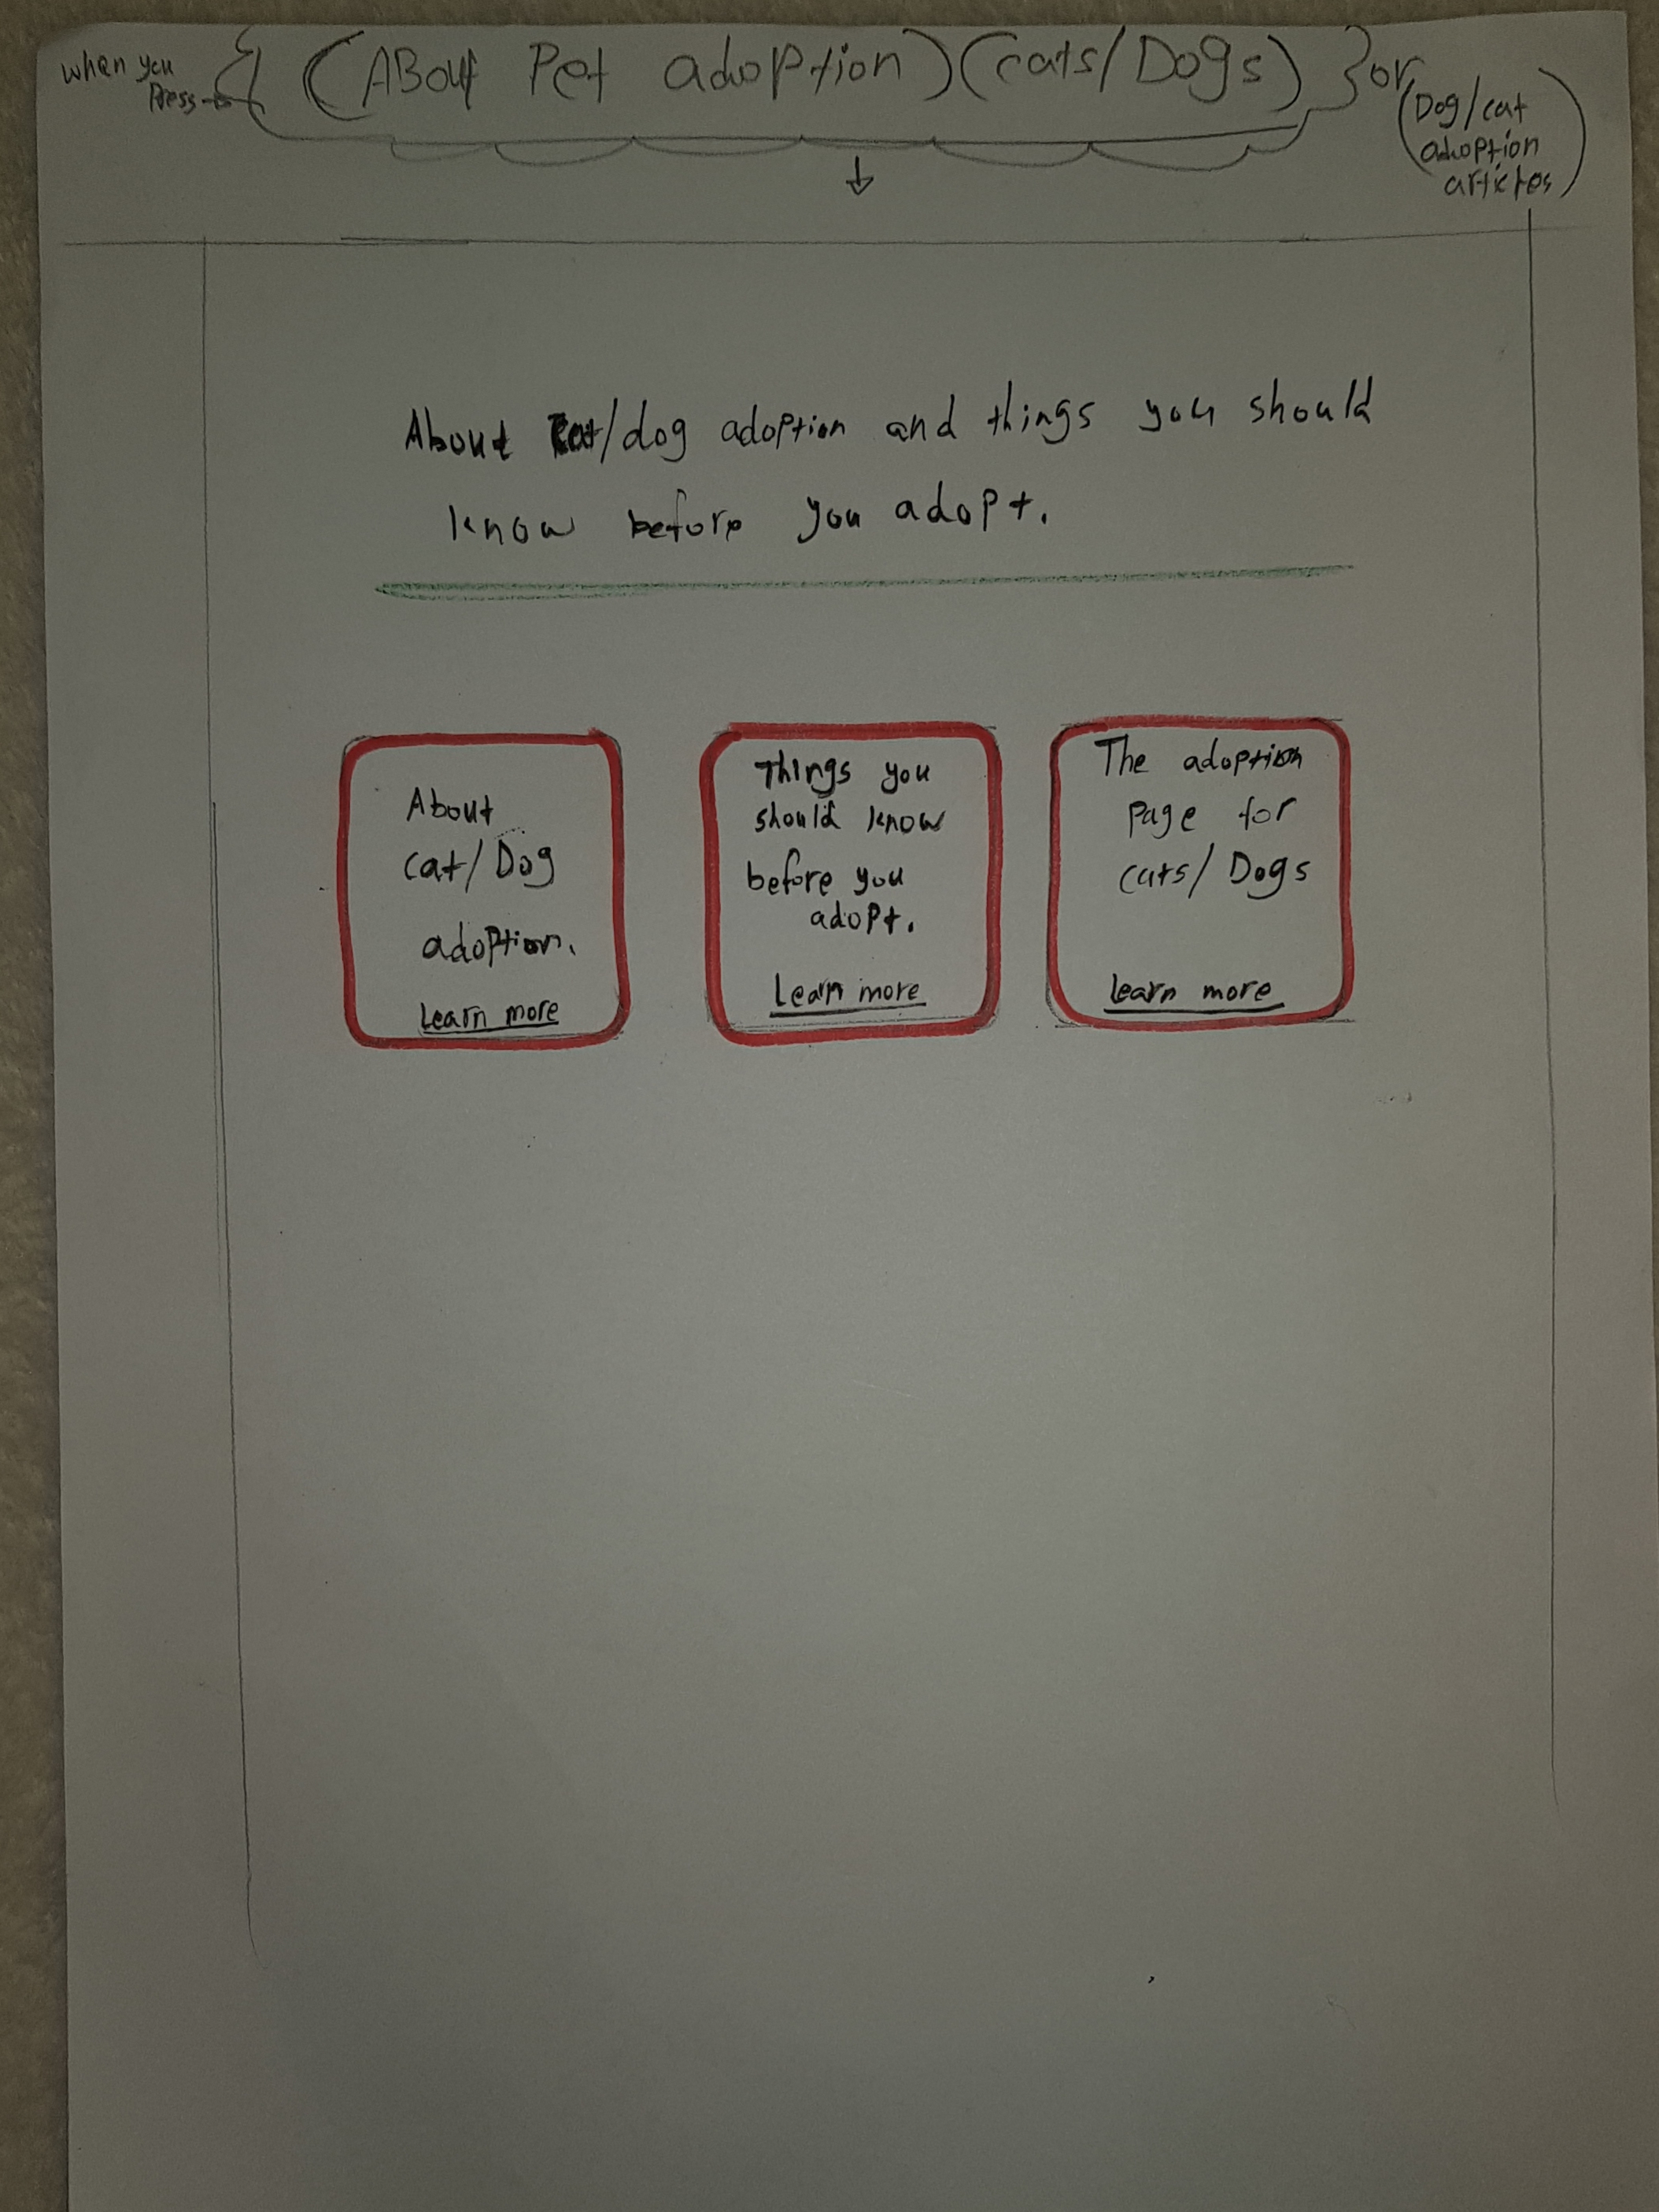 when you
Press
{ (ABout Pet adoption) (cats/Dogs) } or
(Dog/cat
adoption
articles)
About cat/dog adoption and things you should
know before you adopt.
About
cat/Dog
adoption.
Learn more
Things you
should know
before you
adopt.
Learn more
The adoption
Page for
cats/Dogs
learn more